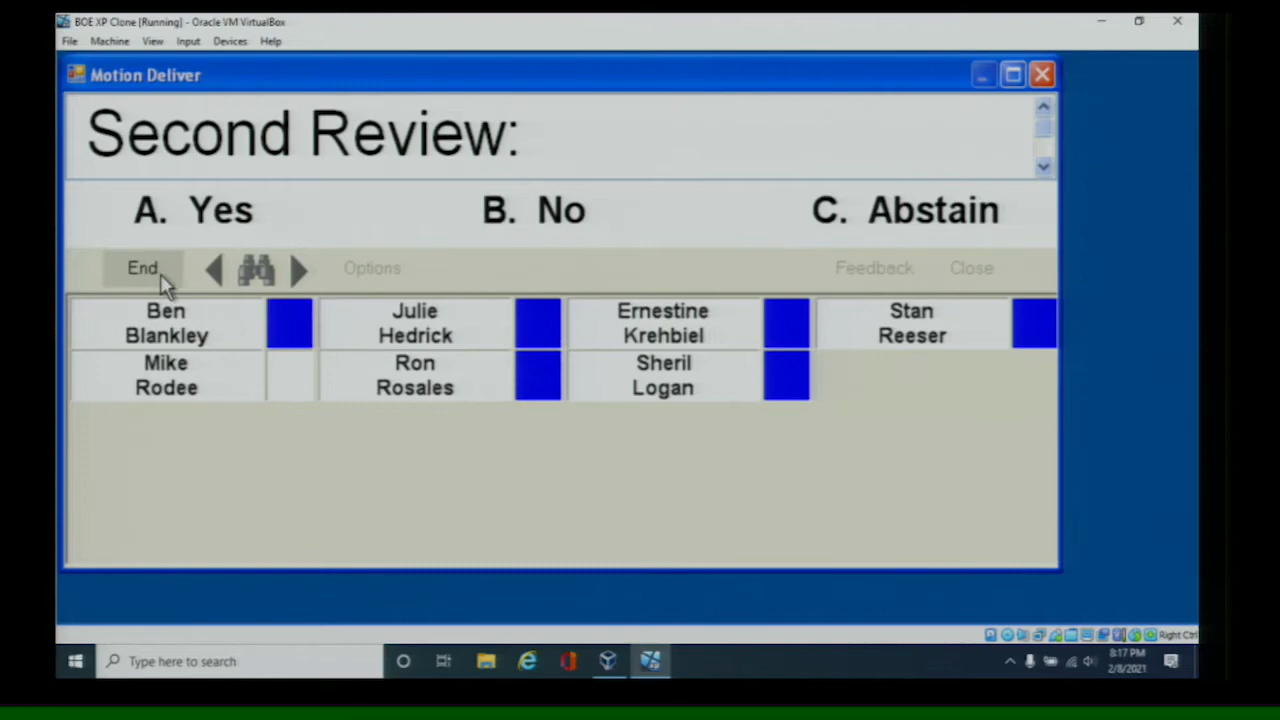 BOE XP Clone [Running] - Oracle VM VirtualBox
File Machine View Input Devices Help
Motion Deliver
Second Review:
A. Yes B. No C. Abstain
End Options Feedback Close
Ben Blankley
Julie Hedrick
Ernestine Krehbiel
Stan Reeser
Mike Rodee
Ron Rosales
Sheril Logan
Right Ctrl
Type here to search
8:17 PM
2/8/2021